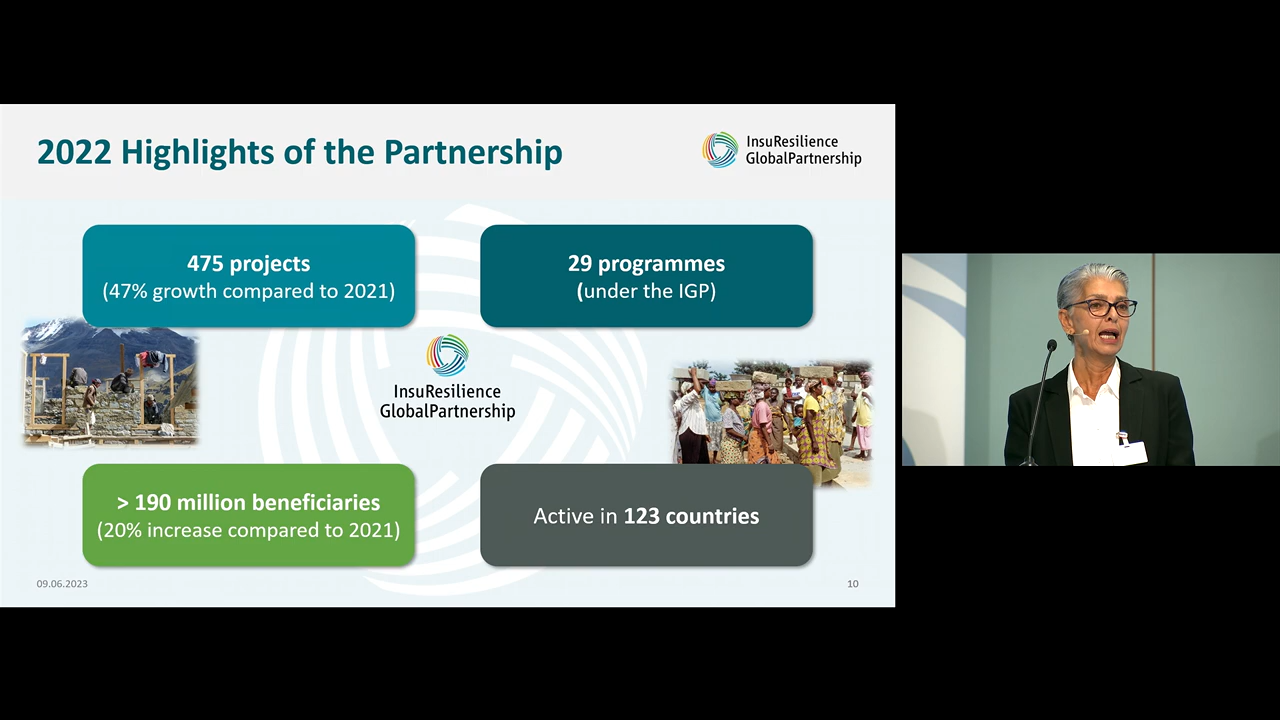 2022 Highlights of the Partnership
InsuResilience
GlobalPartnership
475 projects
(47% growth compared to 2021)
29 programmes
(under the IGP)
InsuResilience
GlobalPartnership
> 190 million beneficiaries
(20% increase compared to 2021)
Active in 123 countries
09.06.2023
10